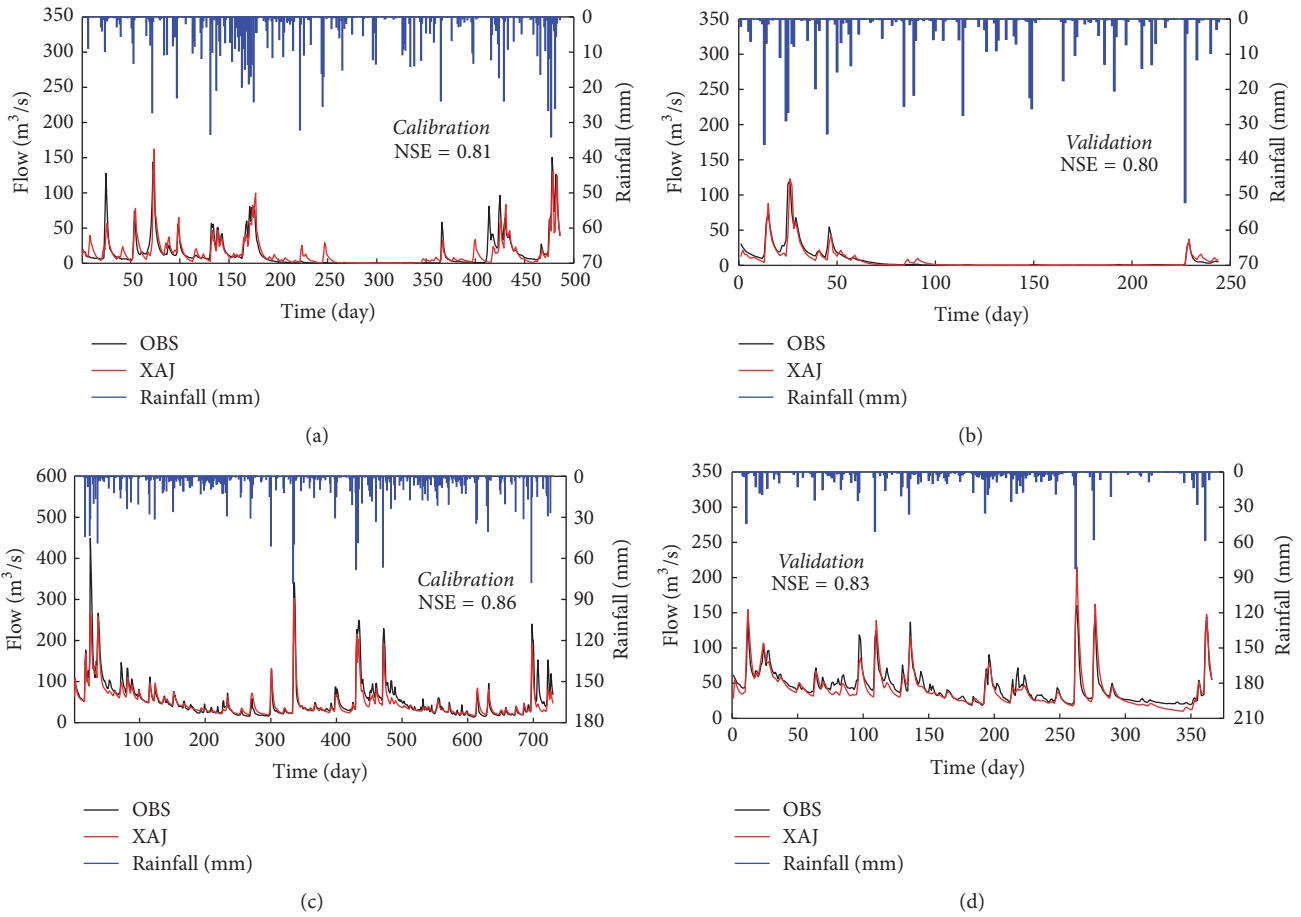 350
300
250
200
150
100
50
0
Flow (m³/s)
0
10
20
30
40
50
60
70
Rainfall (mm)
Calibration
NSE = 0.81
0 50 100 150 200 250 300 350 400 450 500
Time (day)
OBS
XAJ
Rainfall (mm)
(a)
350
300
250
200
150
100
50
0
Flow (m³/s)
0
10
20
30
40
50
60
70
Rainfall (mm)
Validation
NSE = 0.80
0 50 100 150 200 250
Time (day)
OBS
XAJ
Rainfall (mm)
(b)
600
500
400
300
200
100
0
Flow (m³/s)
0
30
60
90
120
150
180
Rainfall (mm)
Calibration
NSE = 0.86
100 200 300 400 500 600 700
Time (day)
OBS
XAJ
Rainfall (mm)
(c)
350
300
250
200
150
100
50
0
Flow (m³/s)
0
30
60
90
120
150
180
210
Rainfall (mm)
Validation
NSE = 0.83
0 50 100 150 200 250 300 350
Time (day)
OBS
XAJ
Rainfall (mm)
(d)